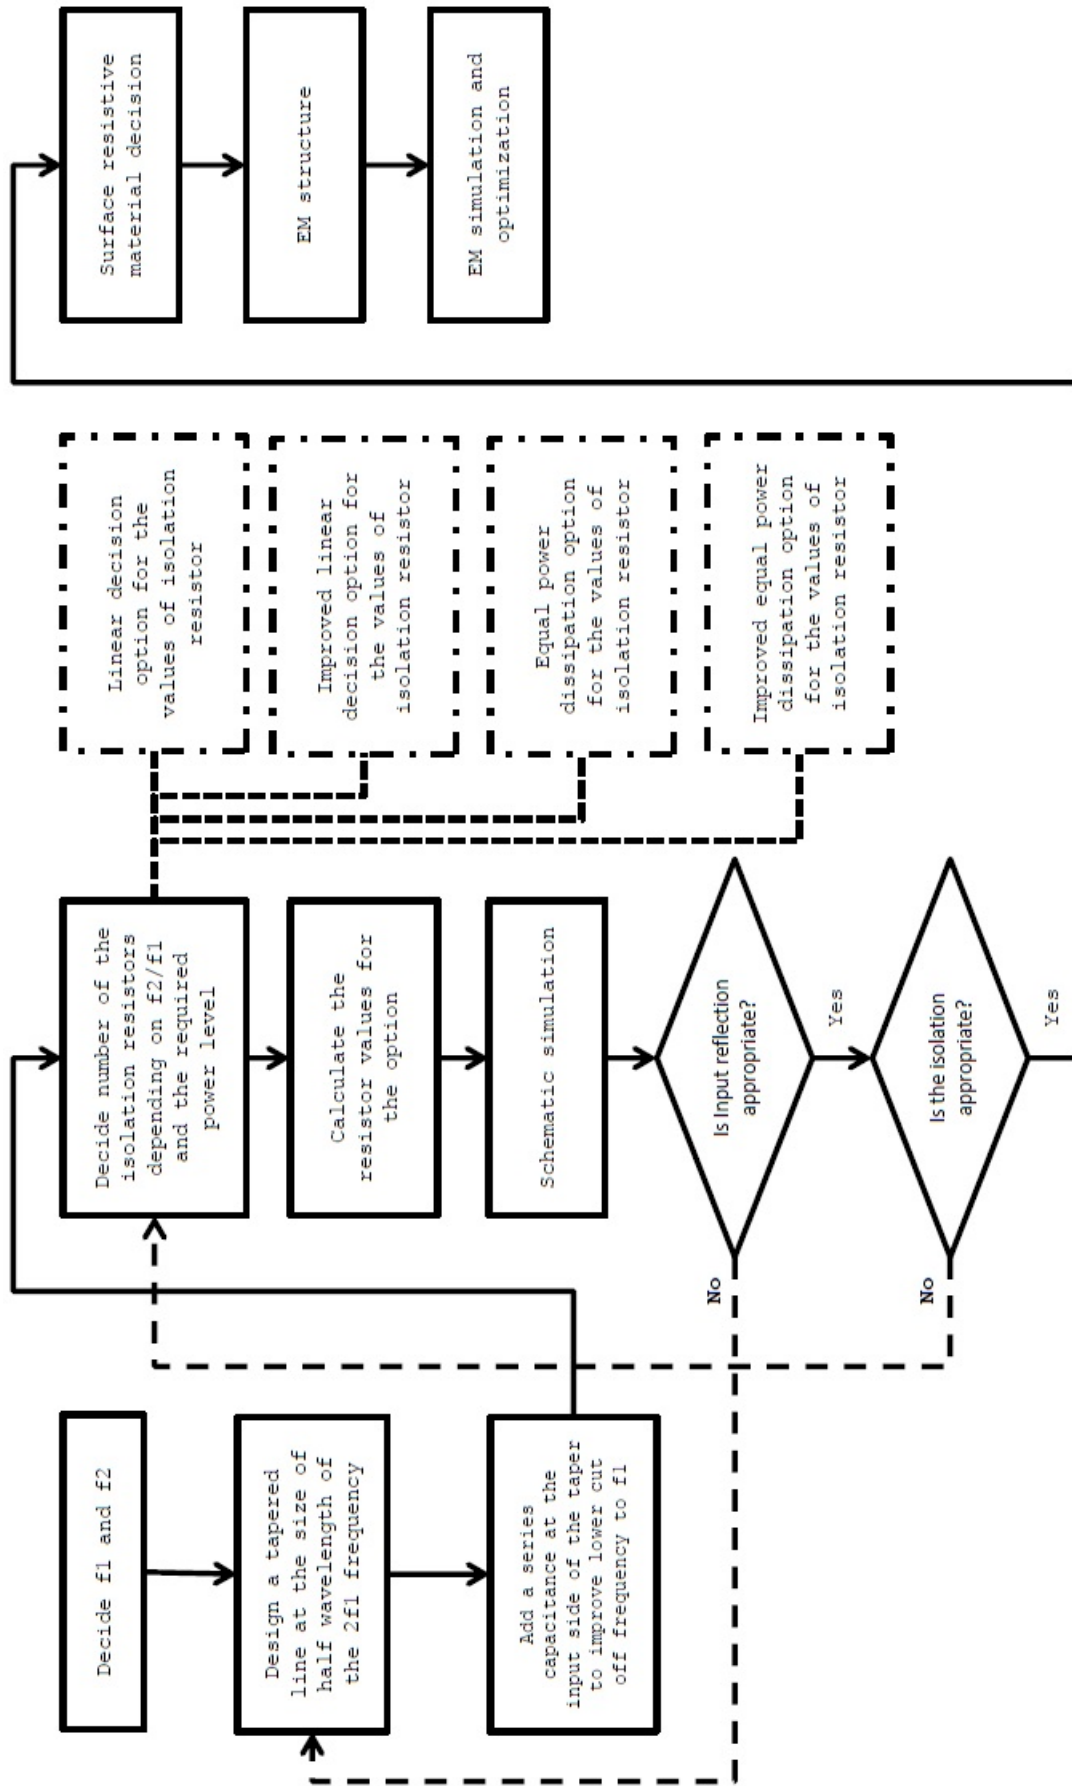 Decide f1 and f2
Design a tapered
line at the size of
half wavelength of
the 2f1 frequency
Add a series
capacitance at the
input side of the taper
to improve lower cut
off frequency to f1
Decide number of the
isolation resistors
depending on f2/f1
and the required
power level
Calculate the
resistor values for
the option
Schematic simulation
Is Input reflection
appropriate?
No
Yes
Is the isolation
appropriate?
No
Yes
Linear decision
option for the
values of isolation
resistor
Improved linear
decision option for
the values of
isolation resistor
Equal power
dissipation option
for the values of
isolation resistor
Improved equal power
dissipation option
for the values of
isolation resistor
Surface resistive
material decision
EM structure
EM simulation and
optimization